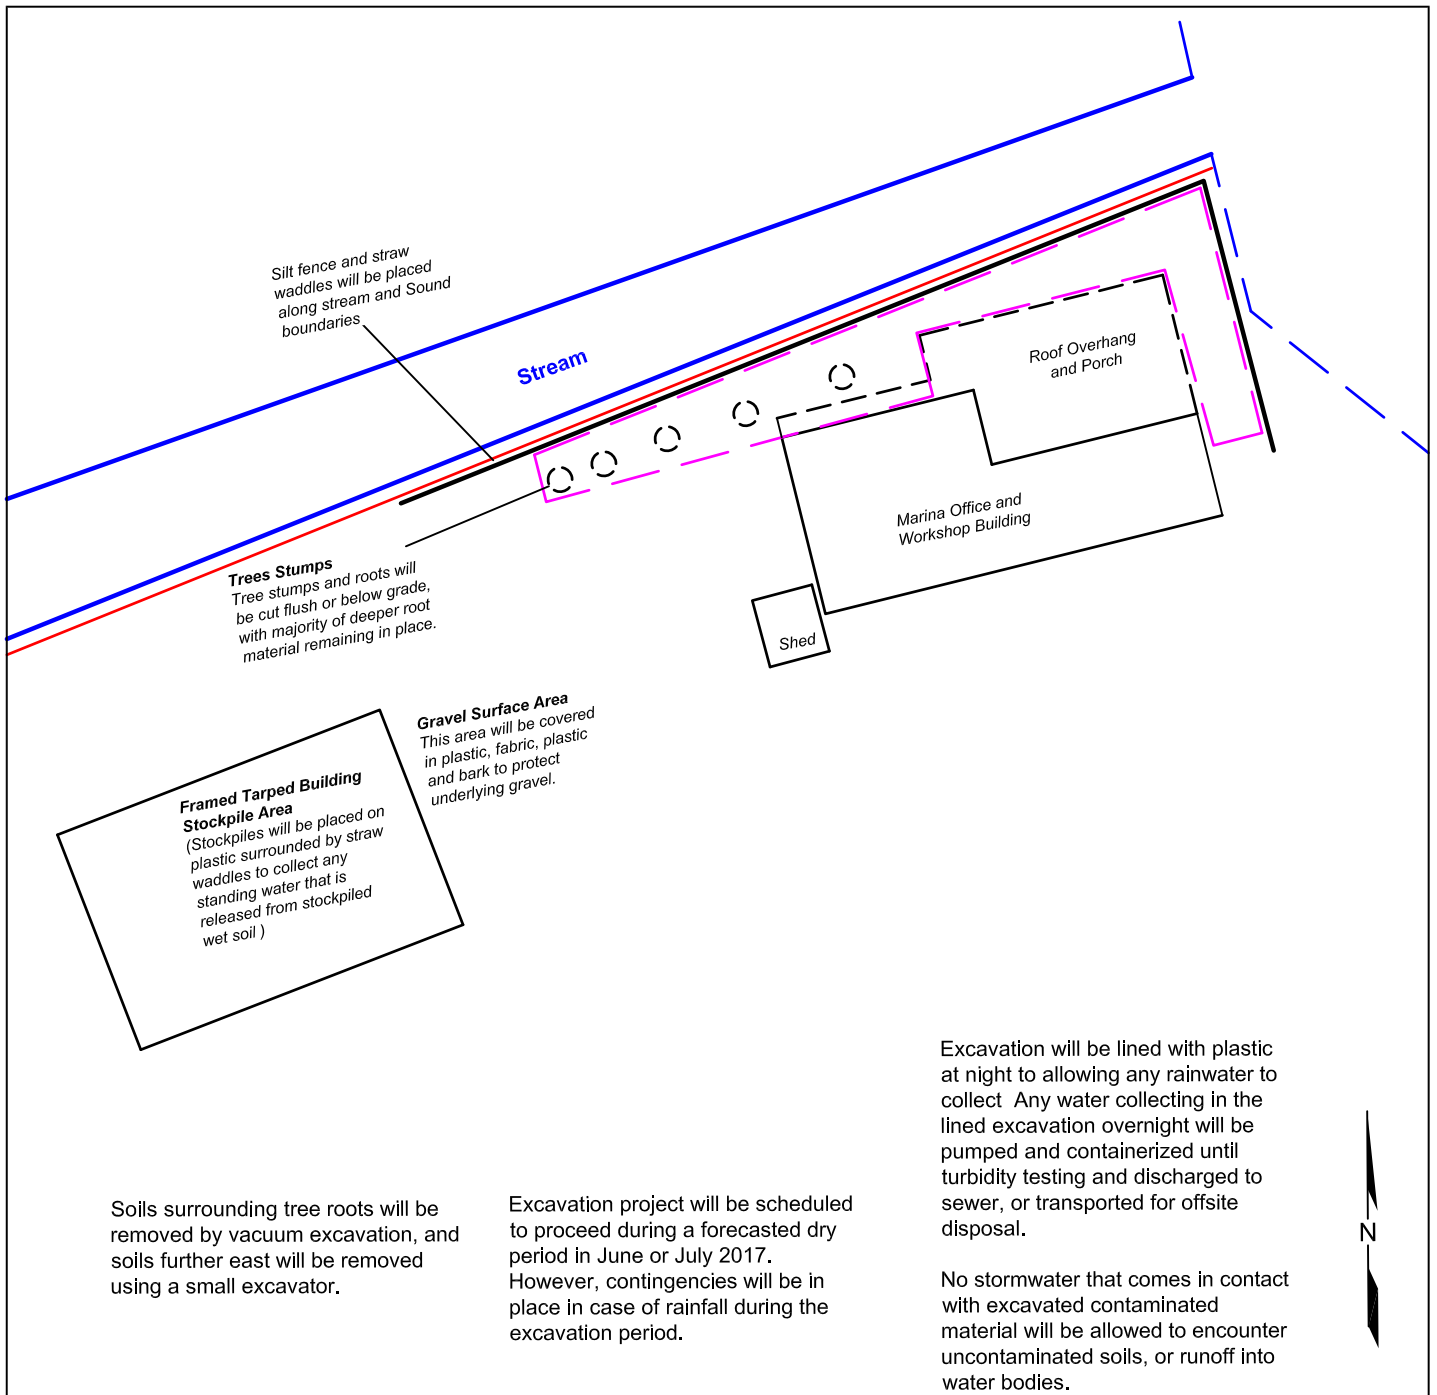 Silt fence and straw
waddles will be placed
along stream and Sound
boundaries
Stream
Roof Overhang
and Porch
Marina Office and
Workshop Building
Trees Stumps
Tree stumps and roots will
be cut flush or below grade,
with majority of deeper root
material remaining in place.
Shed
Gravel Surface Area
This area will be covered
in plastic, fabric, plastic
and bark to protect
underlying gravel.
Framed Tarped Building
Stockpile Area
(Stockpiles will be placed on
plastic surrounded by straw
waddles to collect any
standing water that is
released from stockpiled
wet soil )
Soils surrounding tree roots will be
removed by vacuum excavation, and
soils further east will be removed
using a small excavator.
Excavation project will be scheduled
to proceed during a forecasted dry
period in June or July 2017.
However, contingencies will be in
place in case of rainfall during the
excavation period.
Excavation will be lined with plastic
at night to allowing any rainwater to
collect  Any water collecting in the
lined excavation overnight will be
pumped and containerized until
turbidity testing and discharged to
sewer, or transported for offsite
disposal.
No stormwater that comes in contact
with excavated contaminated
material will be allowed to encounter
uncontaminated soils, or runoff into
water bodies.
N